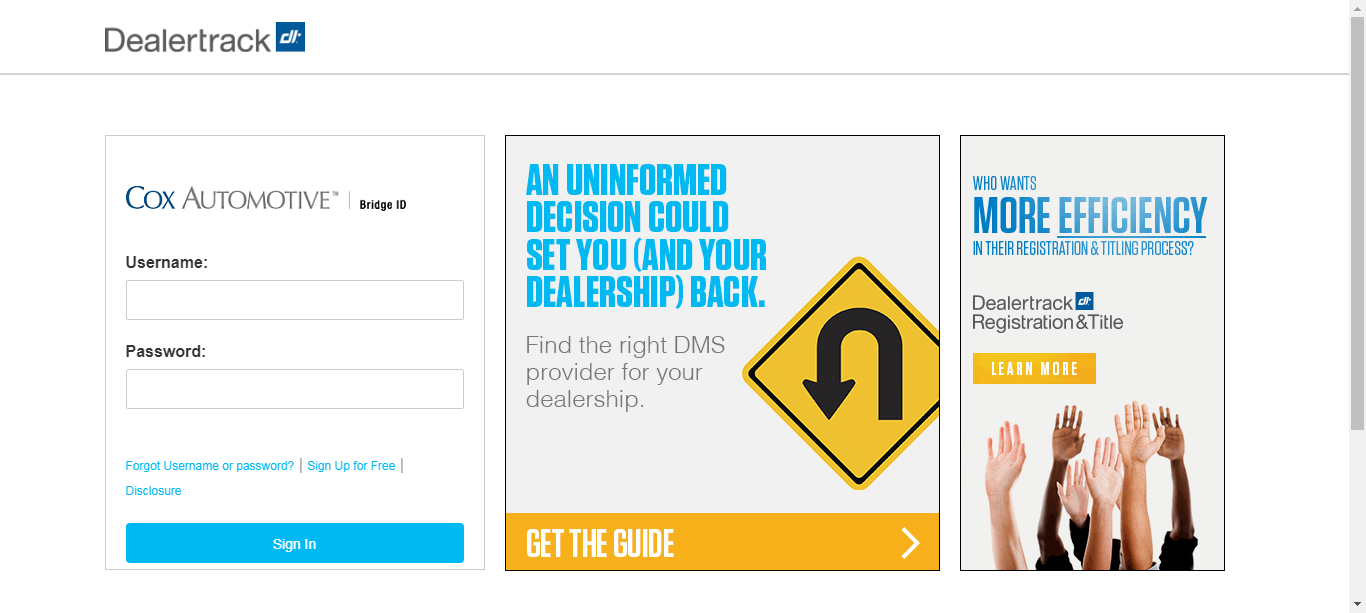 Dealertrack dlr
COX AUTOMOTIVE™ | Bridge ID
Username:
Password:
Forgot Username or password? | Sign Up for Free |
Disclosure
Sign In
AN UNINFORMED
DECISION COULD
SET YOU (AND YOUR
DEALERSHIP) BACK.
Find the right DMS
provider for your
dealership.
GET THE GUIDE
WHO WANTS
MORE EFFICIENCY
IN THEIR REGISTRATION & TITLING PROCESS?
Dealertrack dlr
Registration &Title
LEARN MORE